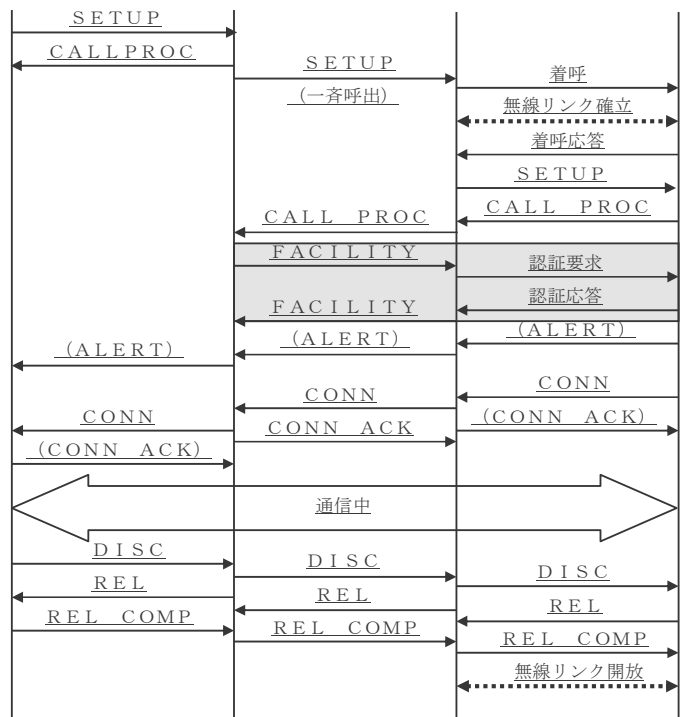 ＳＥＴＵＰ
ＣＡＬＬＰＲＯＣ
ＳＥＴＵＰ
着呼
（一斉呼出）
無線リンク確立
着呼応答
ＳＥＴＵＰ
ＣＡＬＬ　ＰＲＯＣ
ＣＡＬＬ　ＰＲＯＣ
ＦＡＣＩＬＩＴＹ
認証要求
認証応答
ＦＡＣＩＬＩＴＹ
（ＡＬＥＲＴ）
（ＡＬＥＲＴ）
（ＡＬＥＲＴ）
ＣＯＮＮ
ＣＯＮＮ
ＣＯＮＮ
（ＣＯＮＮ　ＡＣＫ）
ＣＯＮＮ　ＡＣＫ
（ＣＯＮＮ　ＡＣＫ）
通信中
ＤＩＳＣ
ＤＩＳＣ
ＤＩＳＣ
ＲＥＬ
ＲＥＬ
ＲＥＬ
ＲＥＬ　ＣＯＭＰ
ＲＥＬ　ＣＯＭＰ
ＲＥＬ　ＣＯＭＰ
無線リンク開放